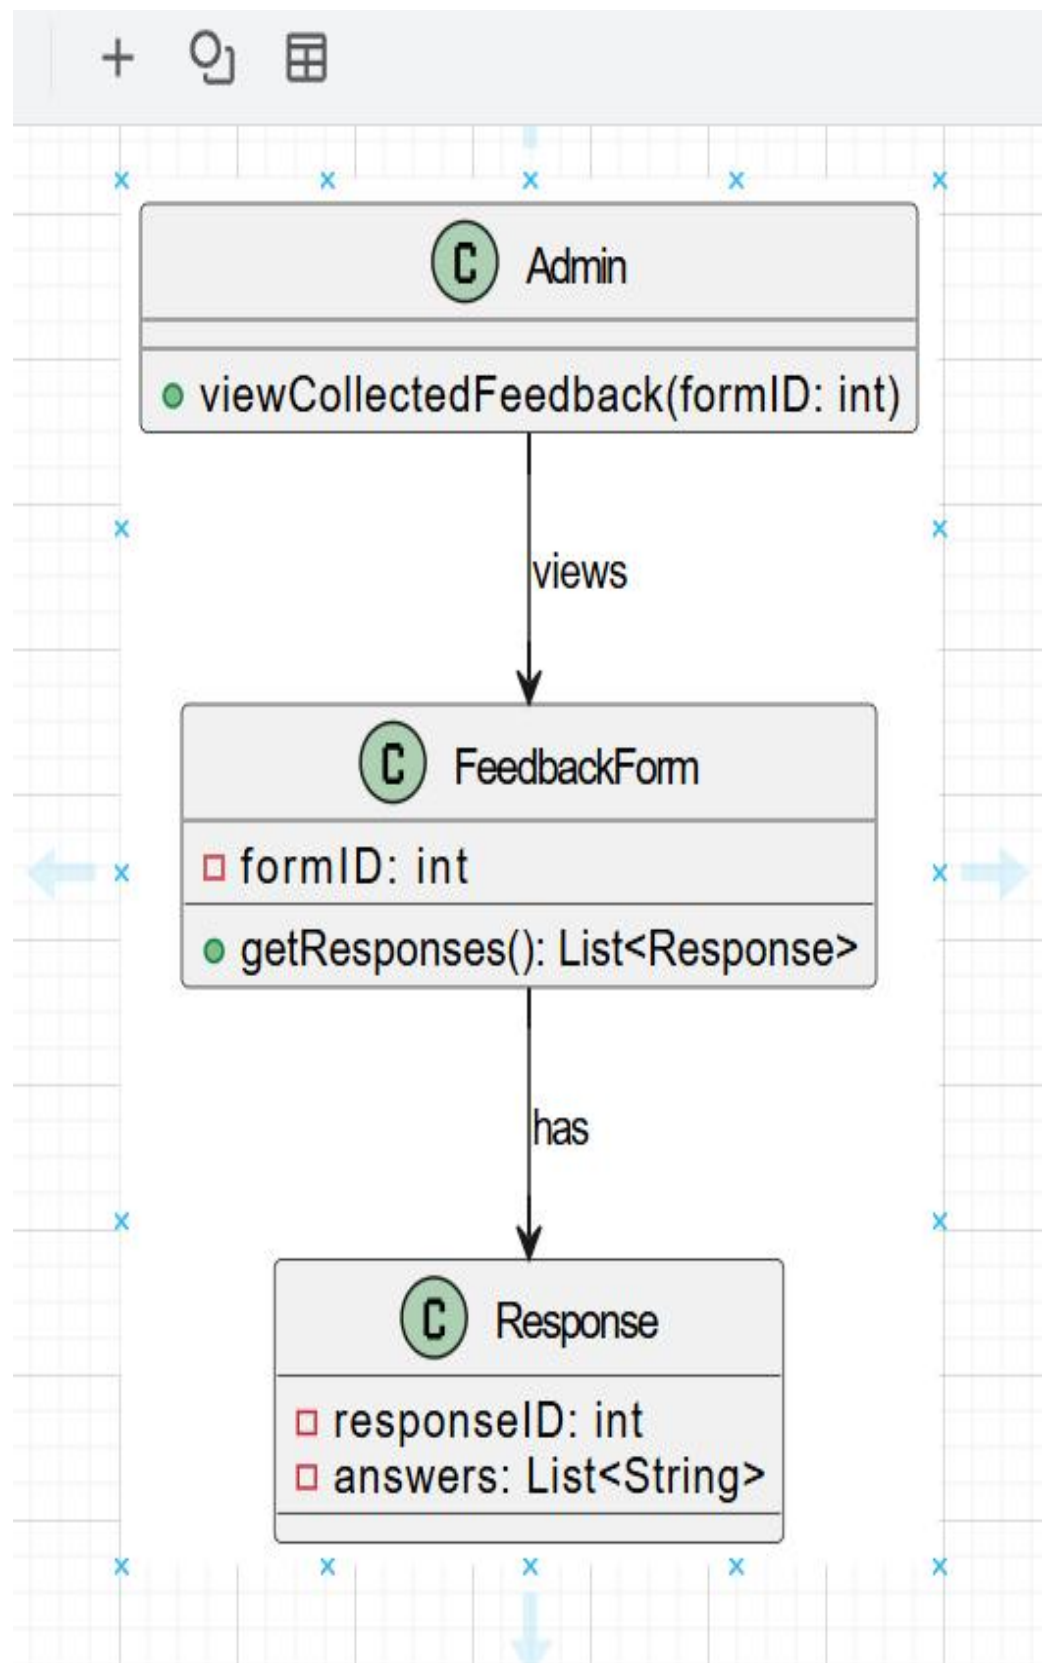 C Admin
viewCollectedFeedback(formID: int)
views
C FeedbackForm
formID: int
getResponses(): List<Response>
has
C Response
responseID: int
answers: List<String>